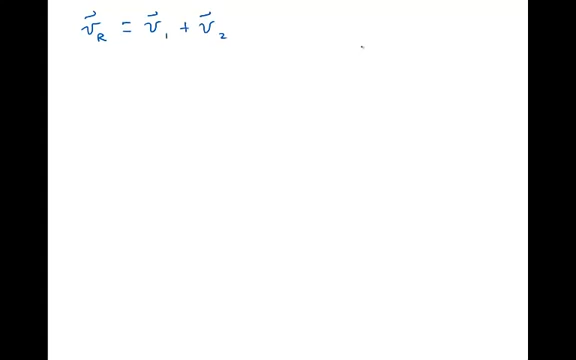 v⃗_R = v⃗_1 + v⃗_2